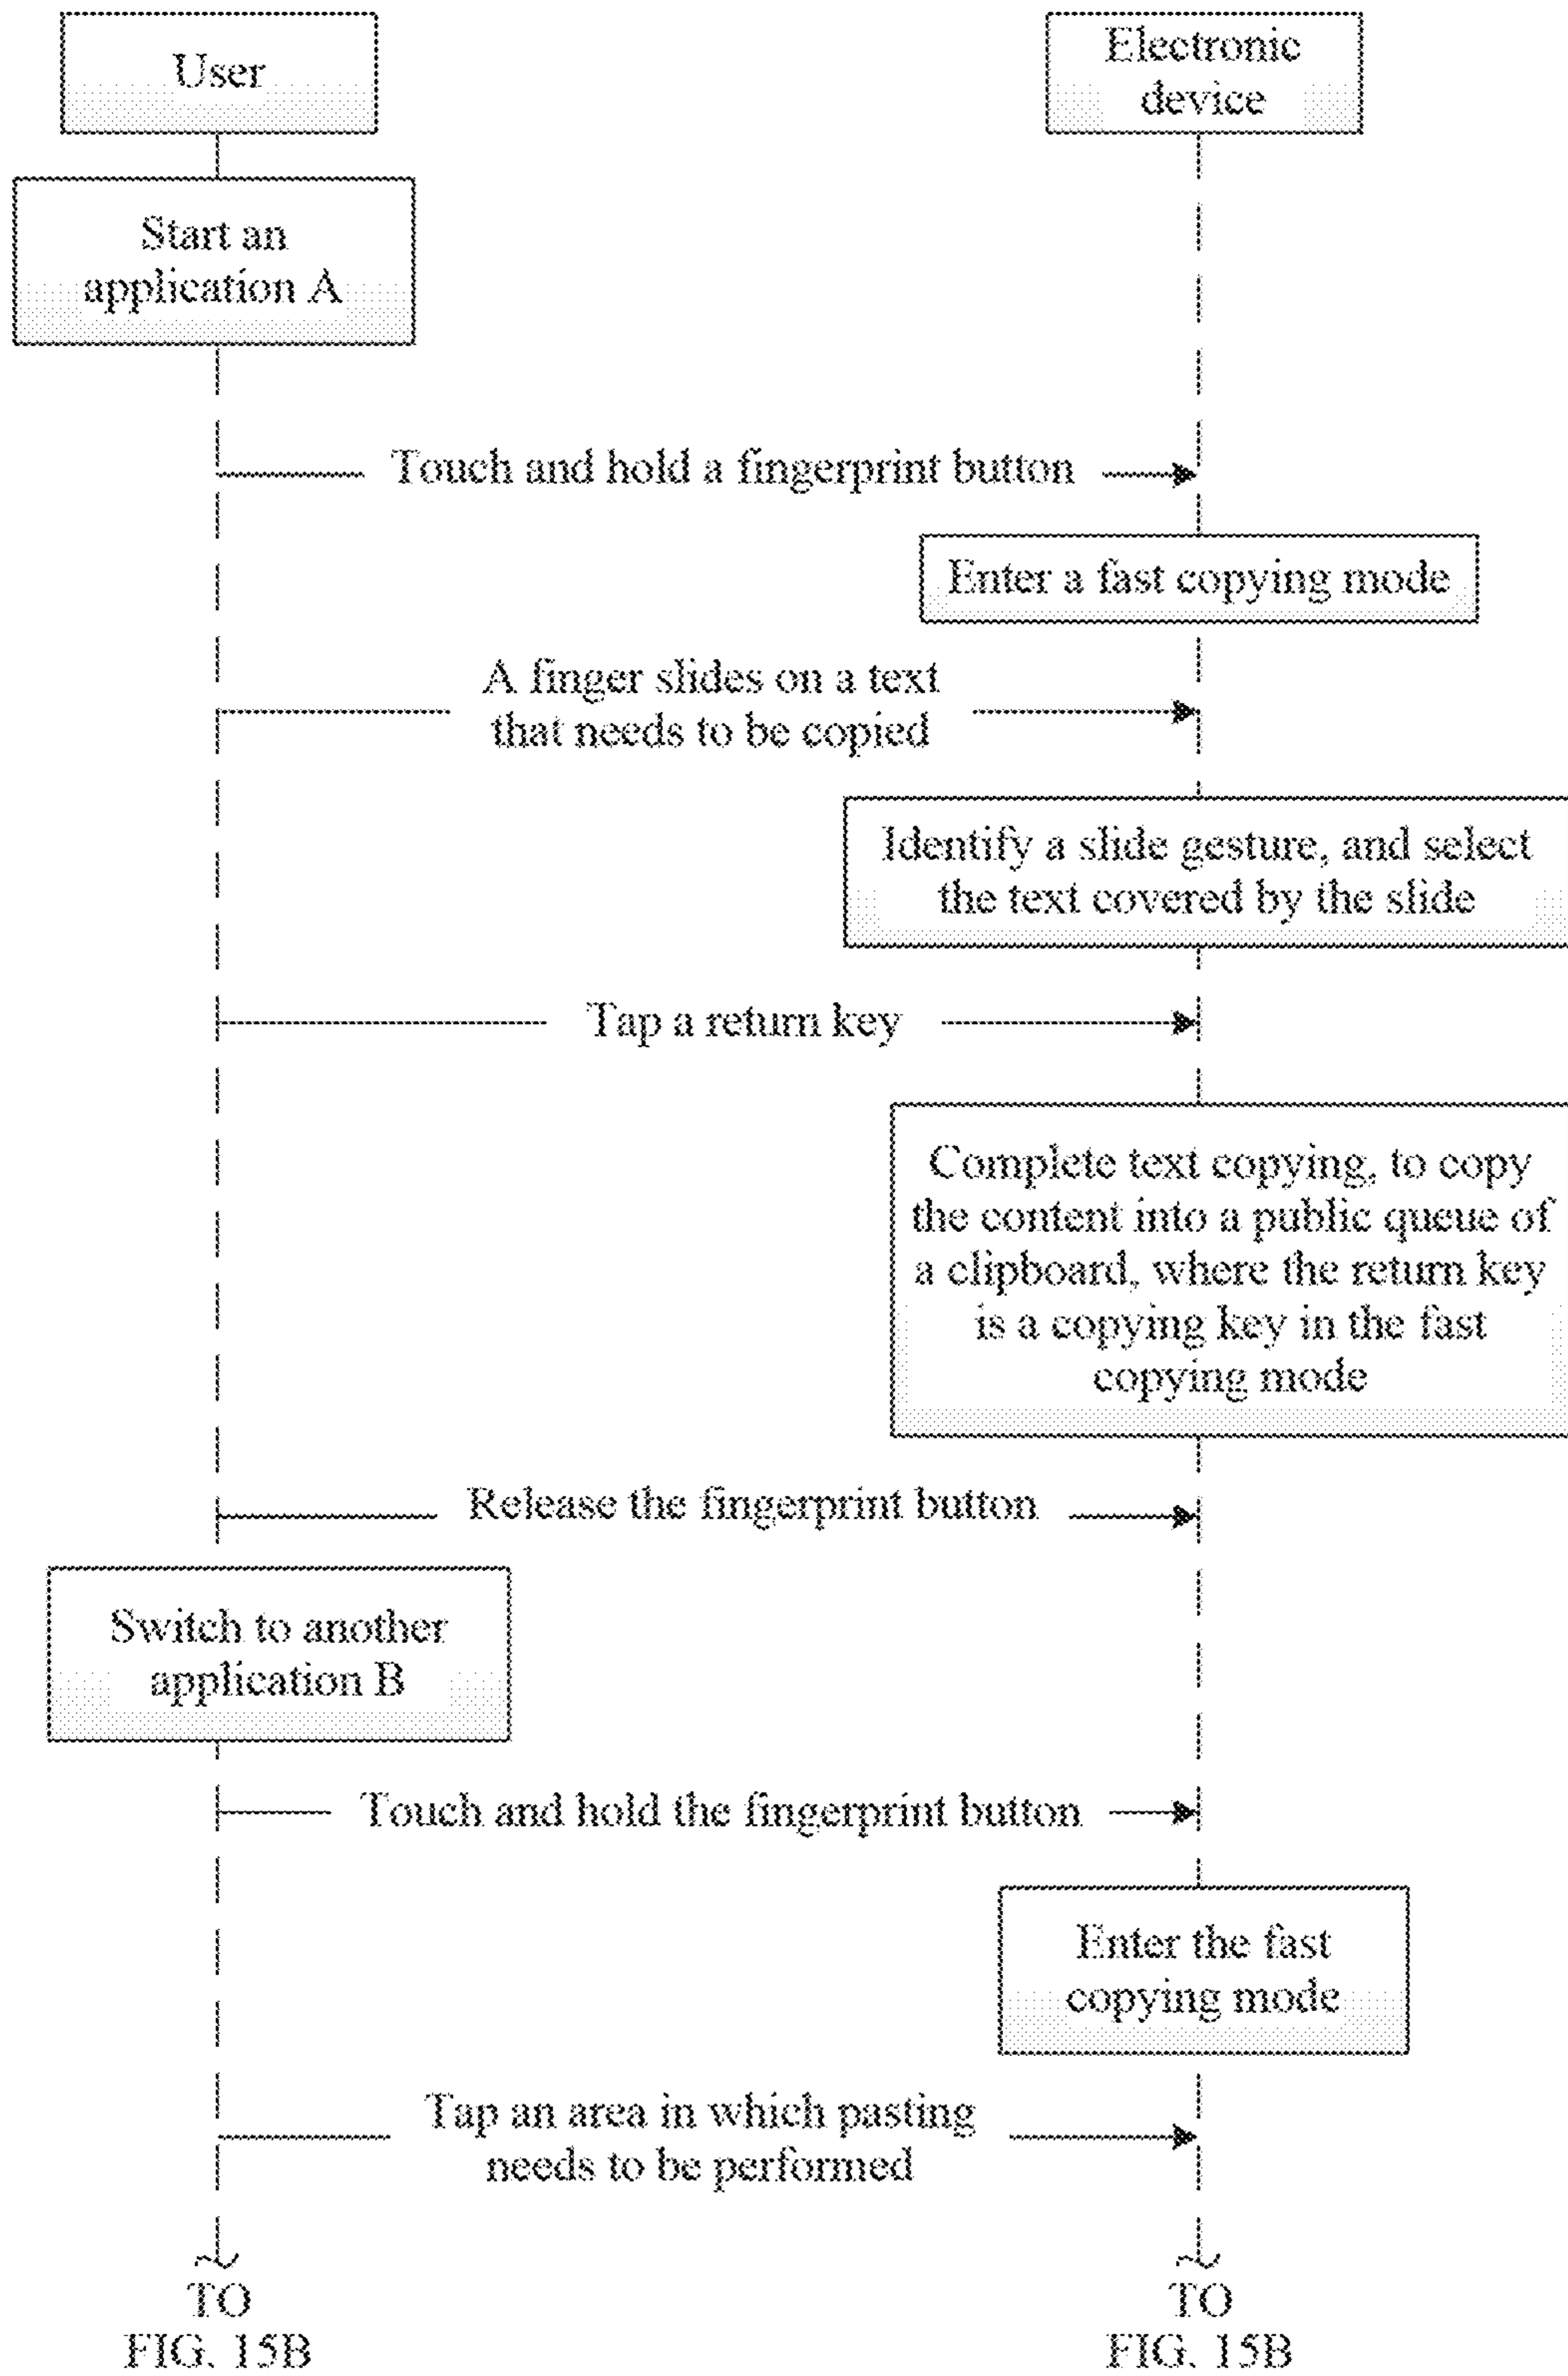 User
Electronic
device
Start an
application A
Touch and hold a fingerprint button
Enter a fast copying mode
A finger slides on a text
that needs to be copied
Identify a slide gesture, and select
the text covered by the slide
Tap a return key
Complete text copying, to copy
the content into a public queue of
a clipboard, where the return key
is a copying key in the fast
copying mode
Release the fingerprint button
Switch to another
application B
Touch and hold the fingerprint button
Enter the fast
copying mode
Tap an area in which pasting
needs to be performed
TO
FIG. 15B
TO
FIG. 15B